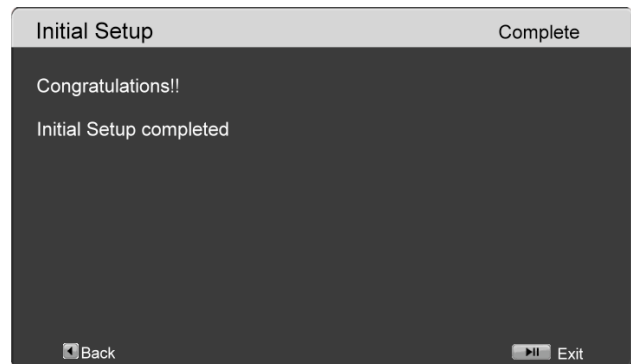 Initial Setup Complete
Congratulations!!
Initial Setup completed
Back Exit